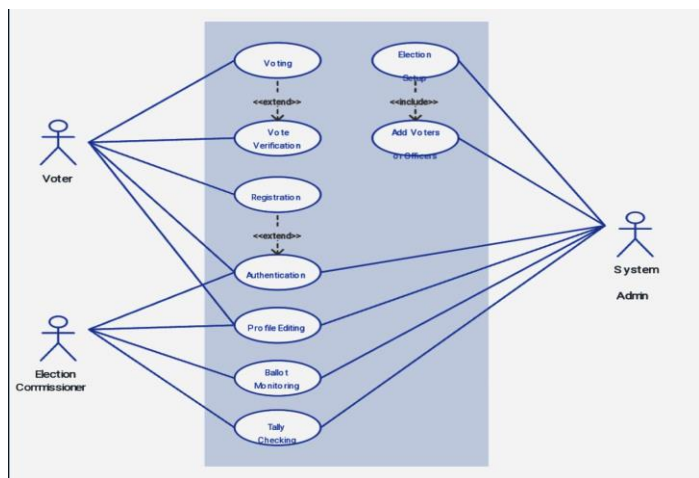 Voting
Election
Setup
<<extend>>
<<include>>
Vote
Verification
Add Voters
of Officers
Voter
Registration
<<extend>>
Authentication
System
Admin
Profile Editing
Election
Commissioner
Ballot
Monitoring
Tally
Checking